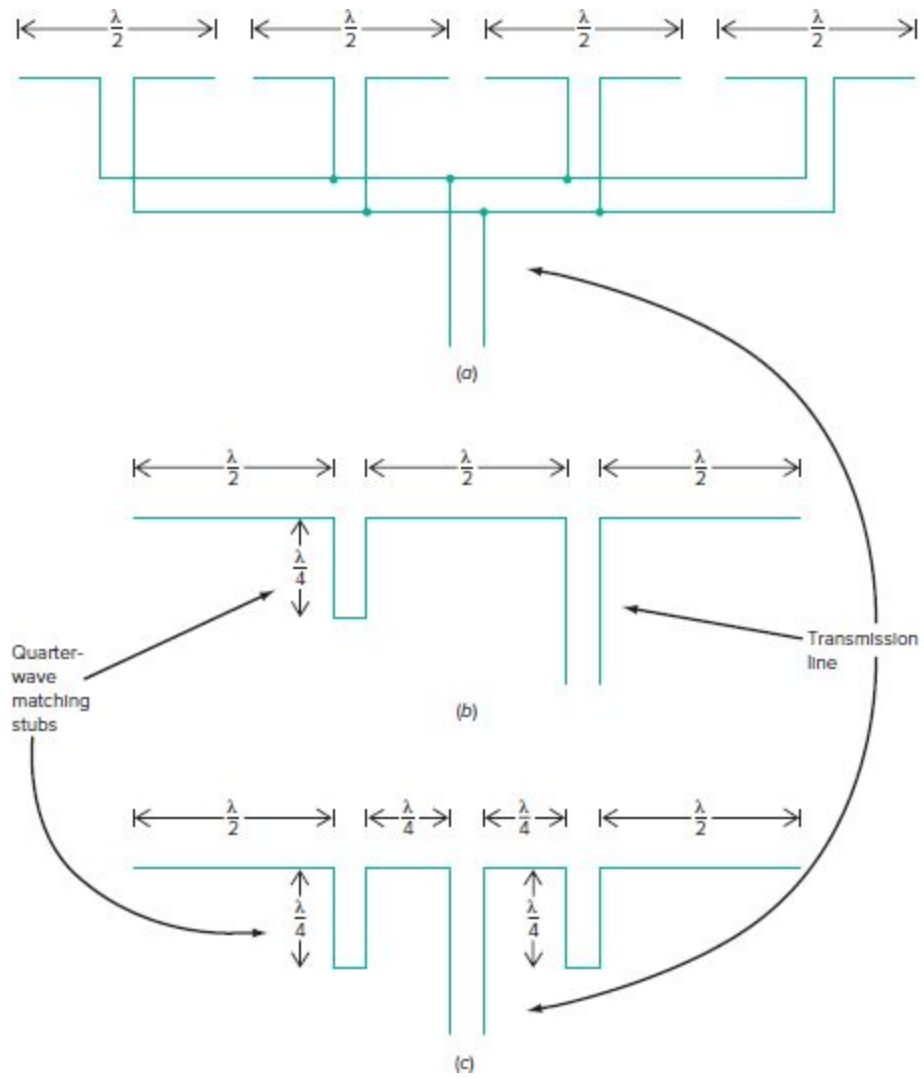 λ/2 λ/2 λ/2 λ/2
(a)
λ/2 λ/2 λ/2
λ/4
Quarter-
wave
matching
stubs
Transmission
line
(b)
λ/2 λ/4 λ/4 λ/2
λ/4 λ/4
(c)